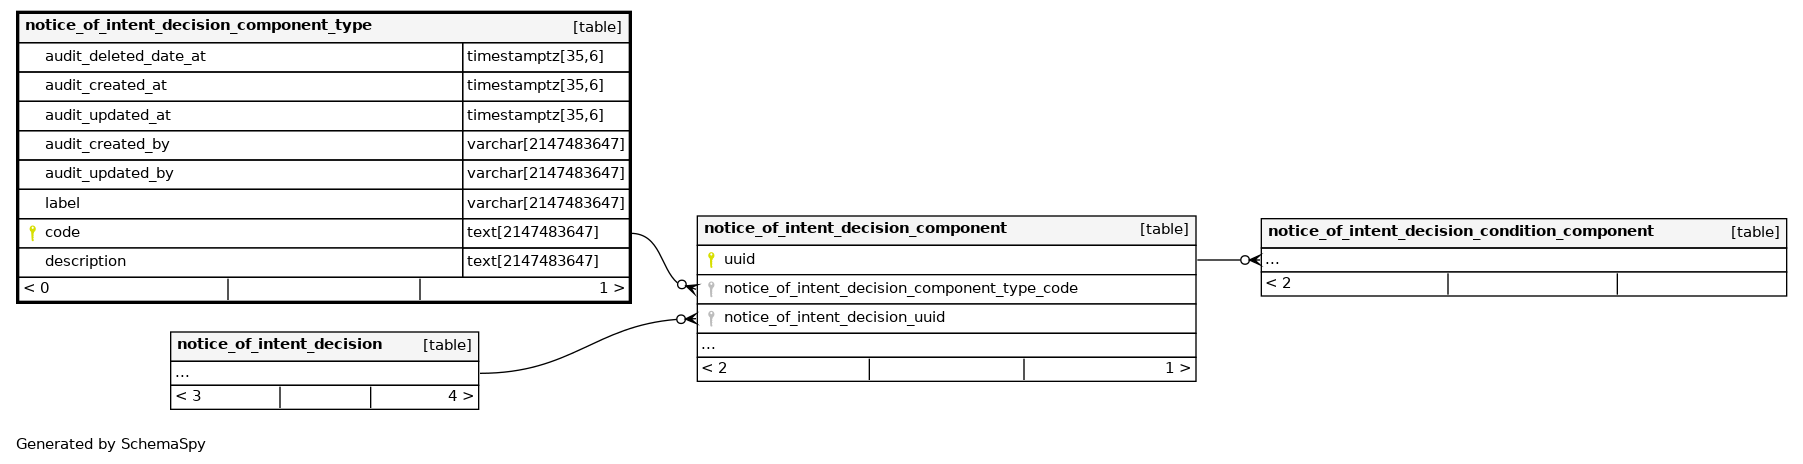 notice_of_intent_decision_component_type [table]
audit_deleted_date_at timestamptz[35,6]
audit_created_at timestamptz[35,6]
audit_updated_at timestamptz[35,6]
audit_created_by varchar[2147483647]
audit_updated_by varchar[2147483647]
label varchar[2147483647]
code text[2147483647]
description text[2147483647]
< 0 1 >
notice_of_intent_decision [table]
...
< 3 4 >
notice_of_intent_decision_component [table]
uuid
notice_of_intent_decision_component_type_code
notice_of_intent_decision_uuid
...
< 2 1 >
notice_of_intent_decision_condition_component [table]
...
< 2
Generated by SchemaSpy